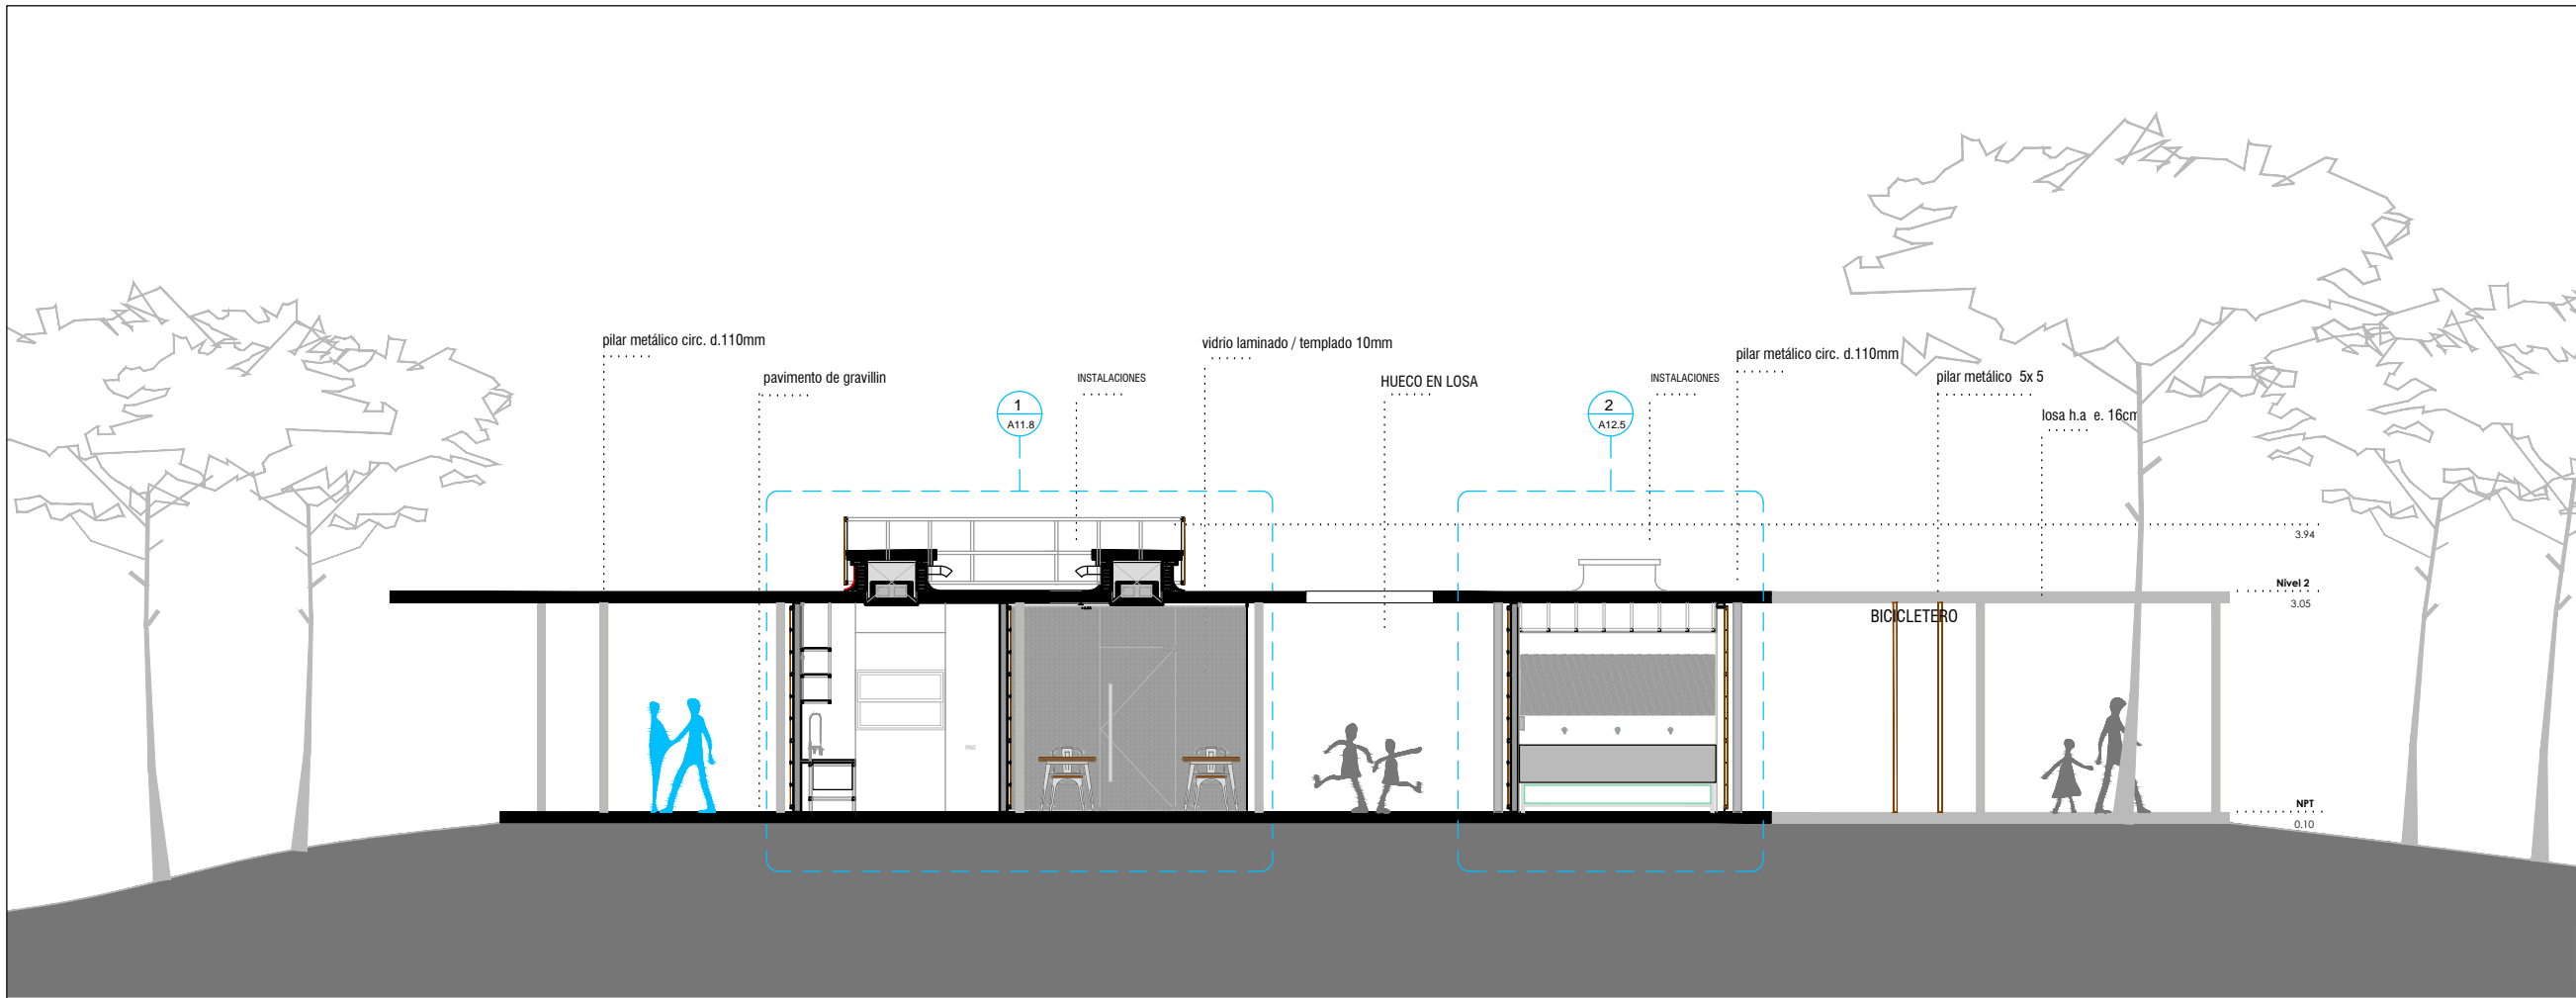 pilar metálico circ. d.110mm
pavimento de gravillin
1
A11.8
INSTALACIONES
vidrio laminado / templado 10mm
HUECO EN LOSA
2
A12.5
INSTALACIONES
pilar metálico circ. d.110mm
pilar metálico 5x 5
losa h.a e. 16cm
3.94
Nivel 2
3.05
BICICLETERO
FRIO
NPT
0.10